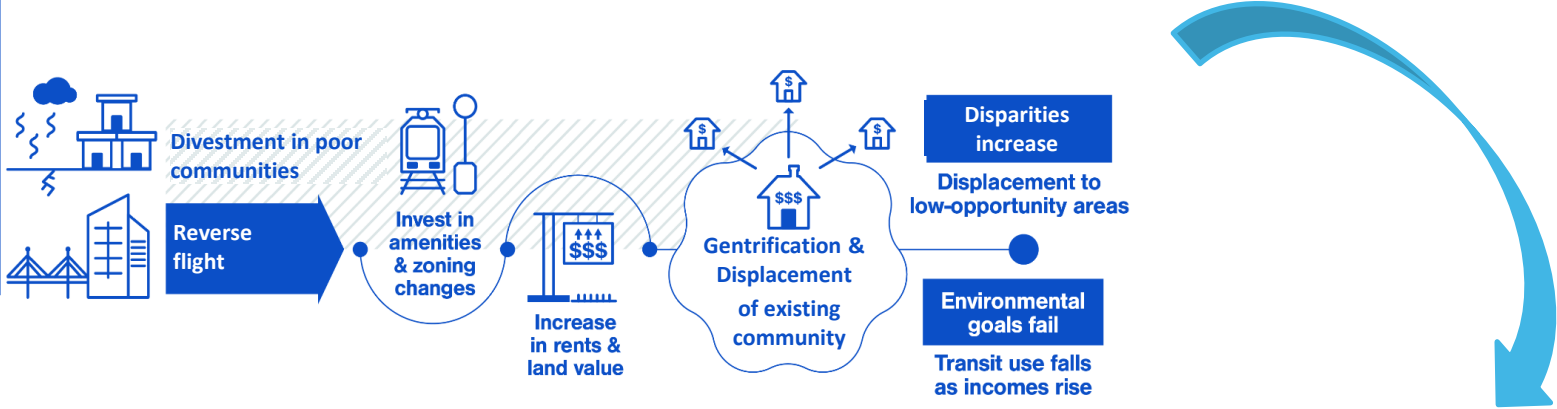 Divestment in poor
communities
Reverse
flight
Invest in
amenities
& zoning
changes
$$$
Increase
in rents &
land value
$
$
$
$$$
Gentrification &
Displacement
of existing
community
Disparities
increase
Displacement to
low-opportunity areas
Environmental
goals fail
Transit use falls
as incomes rise